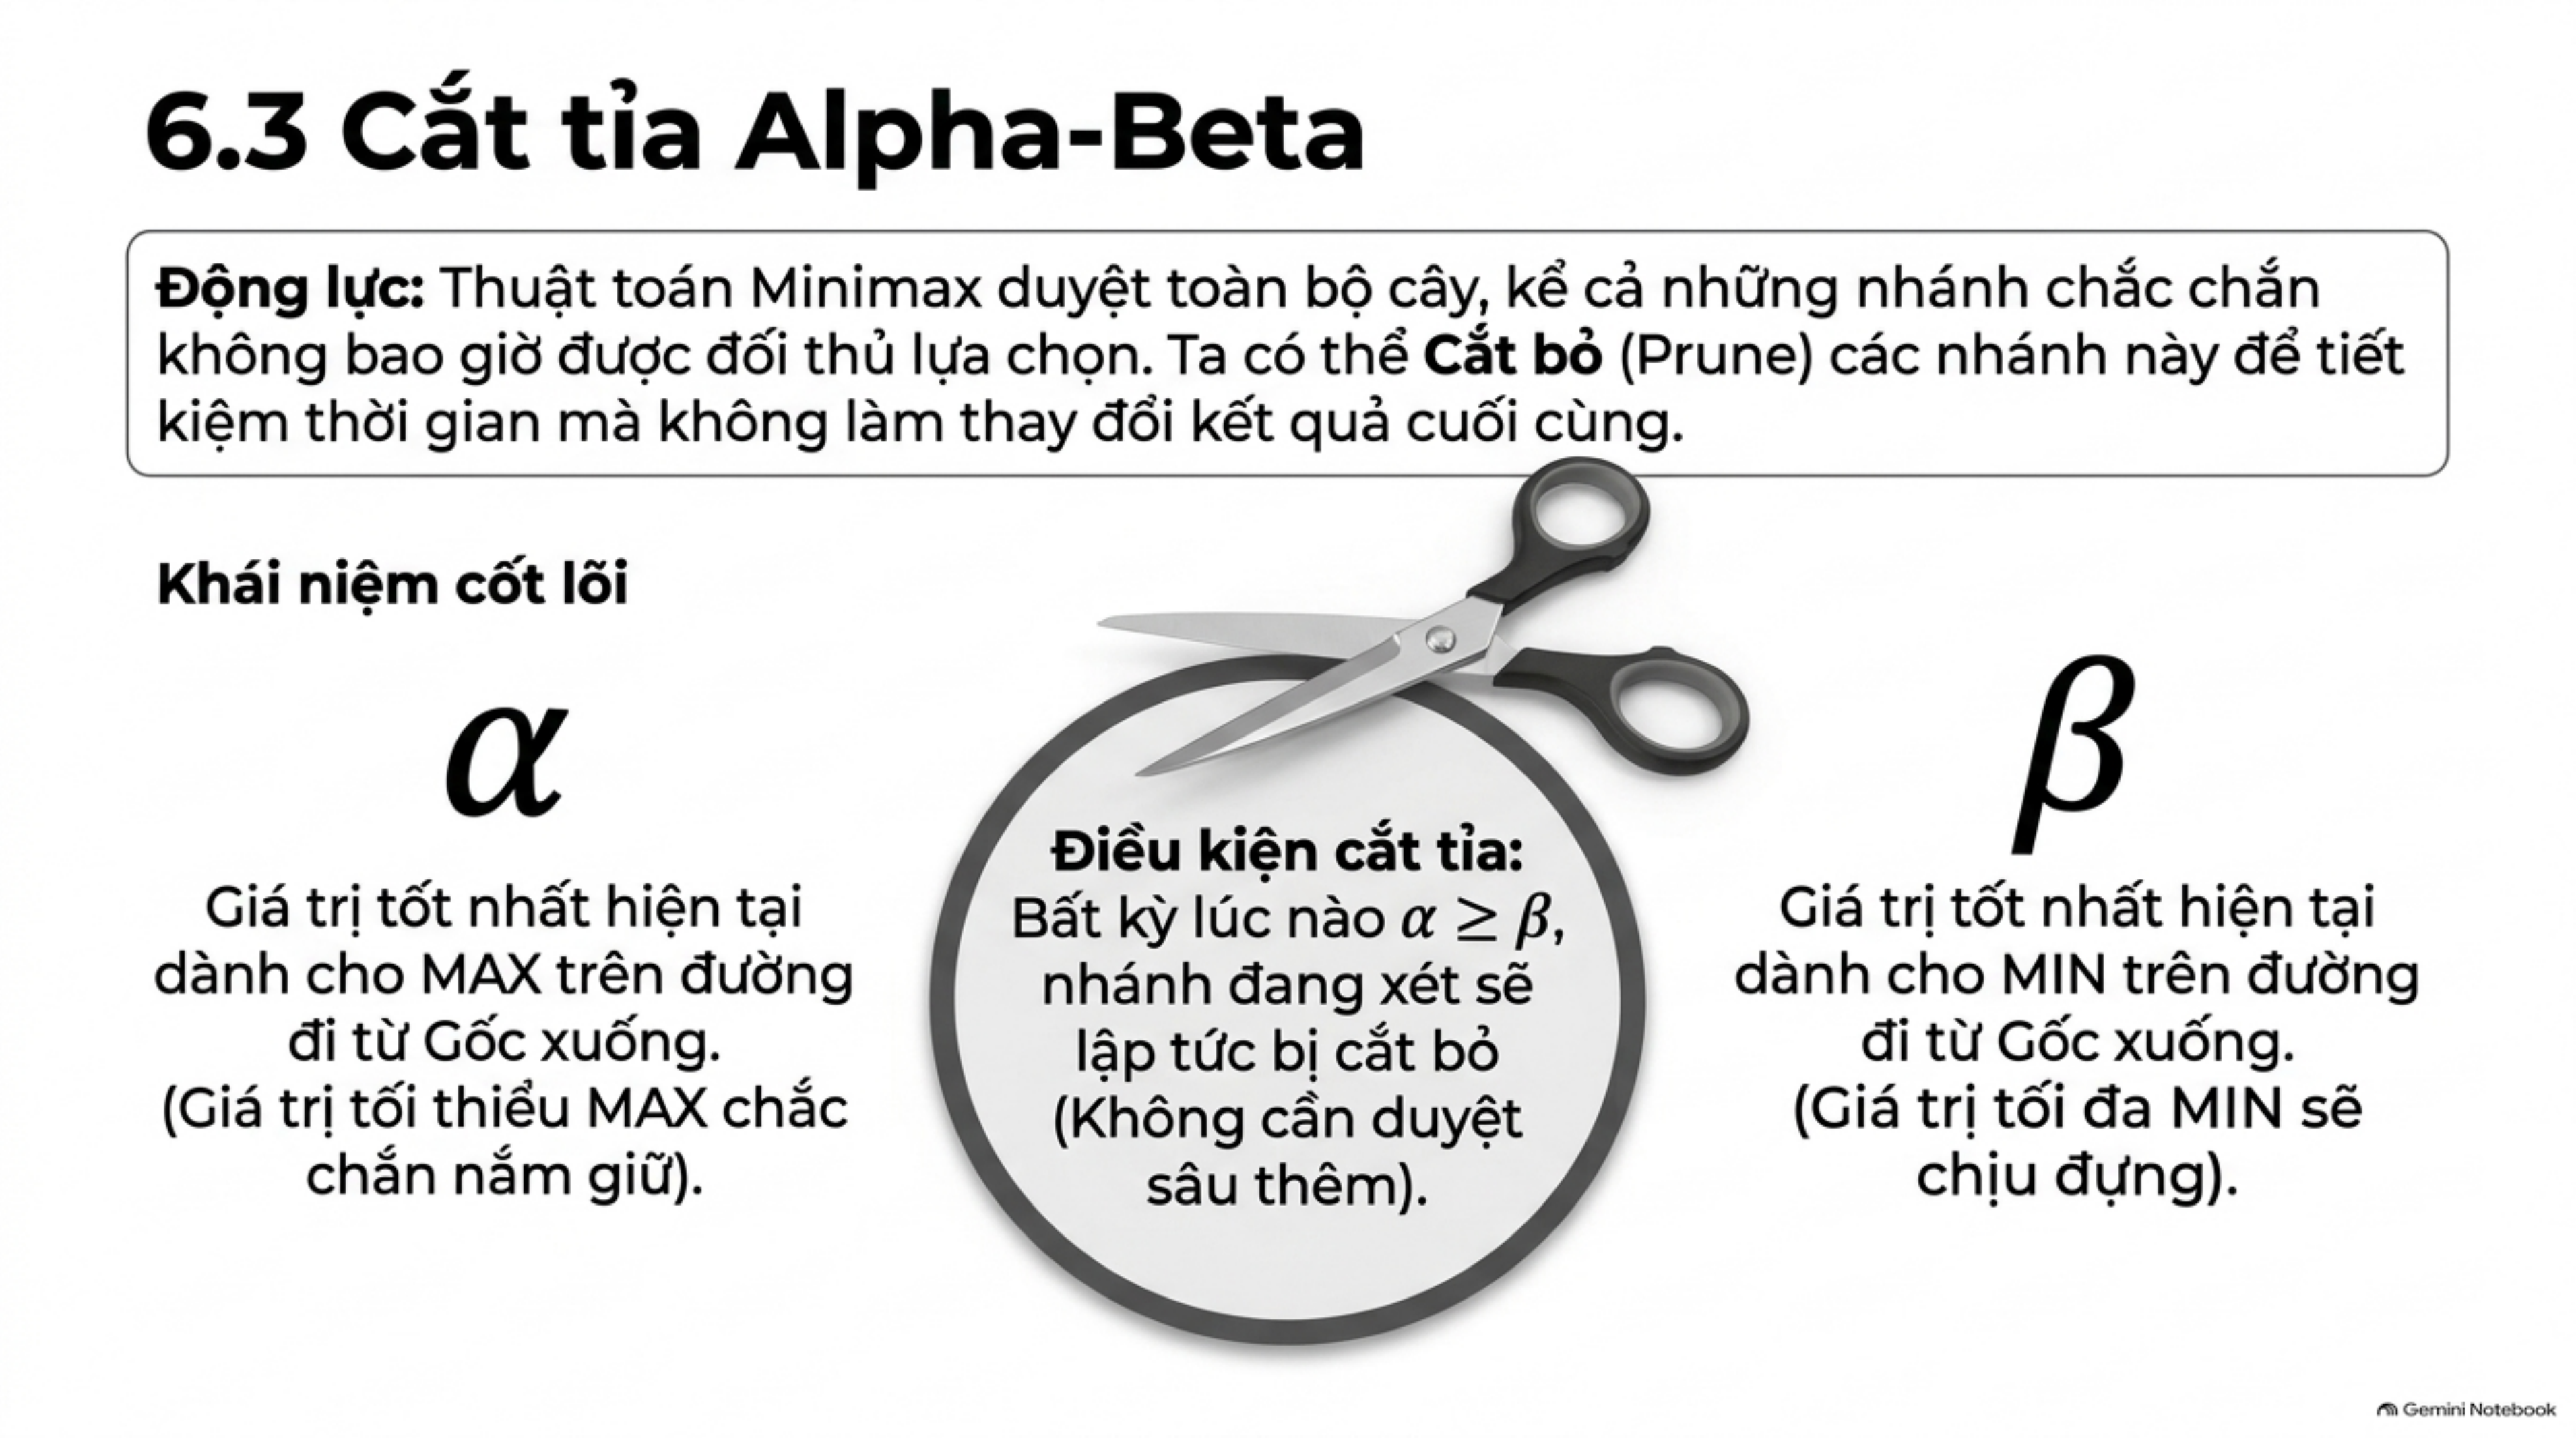 6.3 Cắt tỉa Alpha-Beta
Động lực: Thuật toán Minimax duyệt toàn bộ cây, kể cả những nhánh chắc chắn
không bao giờ được đối thủ lựa chọn. Ta có thể Cắt bỏ (Prune) các nhánh này để tiết
kiệm thời gian mà không làm thay đổi kết quả cuối cùng.
Khái niệm cốt lõi
α
Giá trị tốt nhất hiện tại
dành cho MAX trên đường
đi từ Gốc xuống.
(Giá trị tối thiểu MAX chắc
chắn nắm giữ).
Điều kiện cắt tỉa:
Bất kỳ lúc nào α ≥ β,
nhánh đang xét sẽ
lập tức bị cắt bỏ
(Không cần duyệt
sâu thêm).
β
Giá trị tốt nhất hiện tại
dành cho MIN trên đường
đi từ Gốc xuống.
(Giá trị tối đa MIN sẽ
chịu đựng).
Gemini Notebook